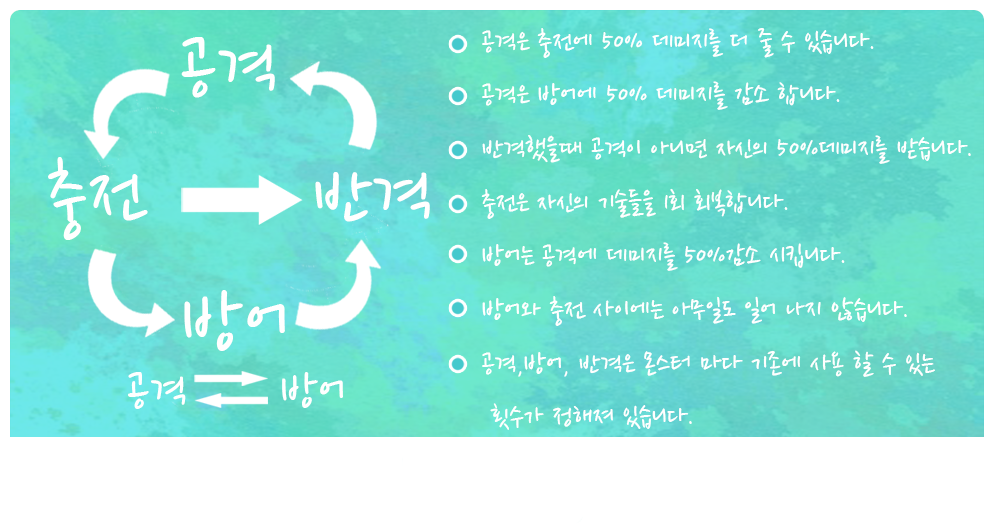 공격
충전
반격
방어
공격
방어
공격은 충전에 50% 데미지를 더 줄 수 있습니다.
공격은 방어에 50% 데미지를 감소 합니다.
반격했을때 공격이 아니면 자신의 50%데미지를 받습니다.
충전은 자신의 기술들을 1회 회복합니다.
방어는 공격에 데미지를 50%감소 시킵니다.
방어와 충전 사이에는 아무일도 일어 나지 않습니다.
공격,방어, 반격은 몬스터 마다 기존에 사용 할 수 있는
횟수가 정해져 있습니다.